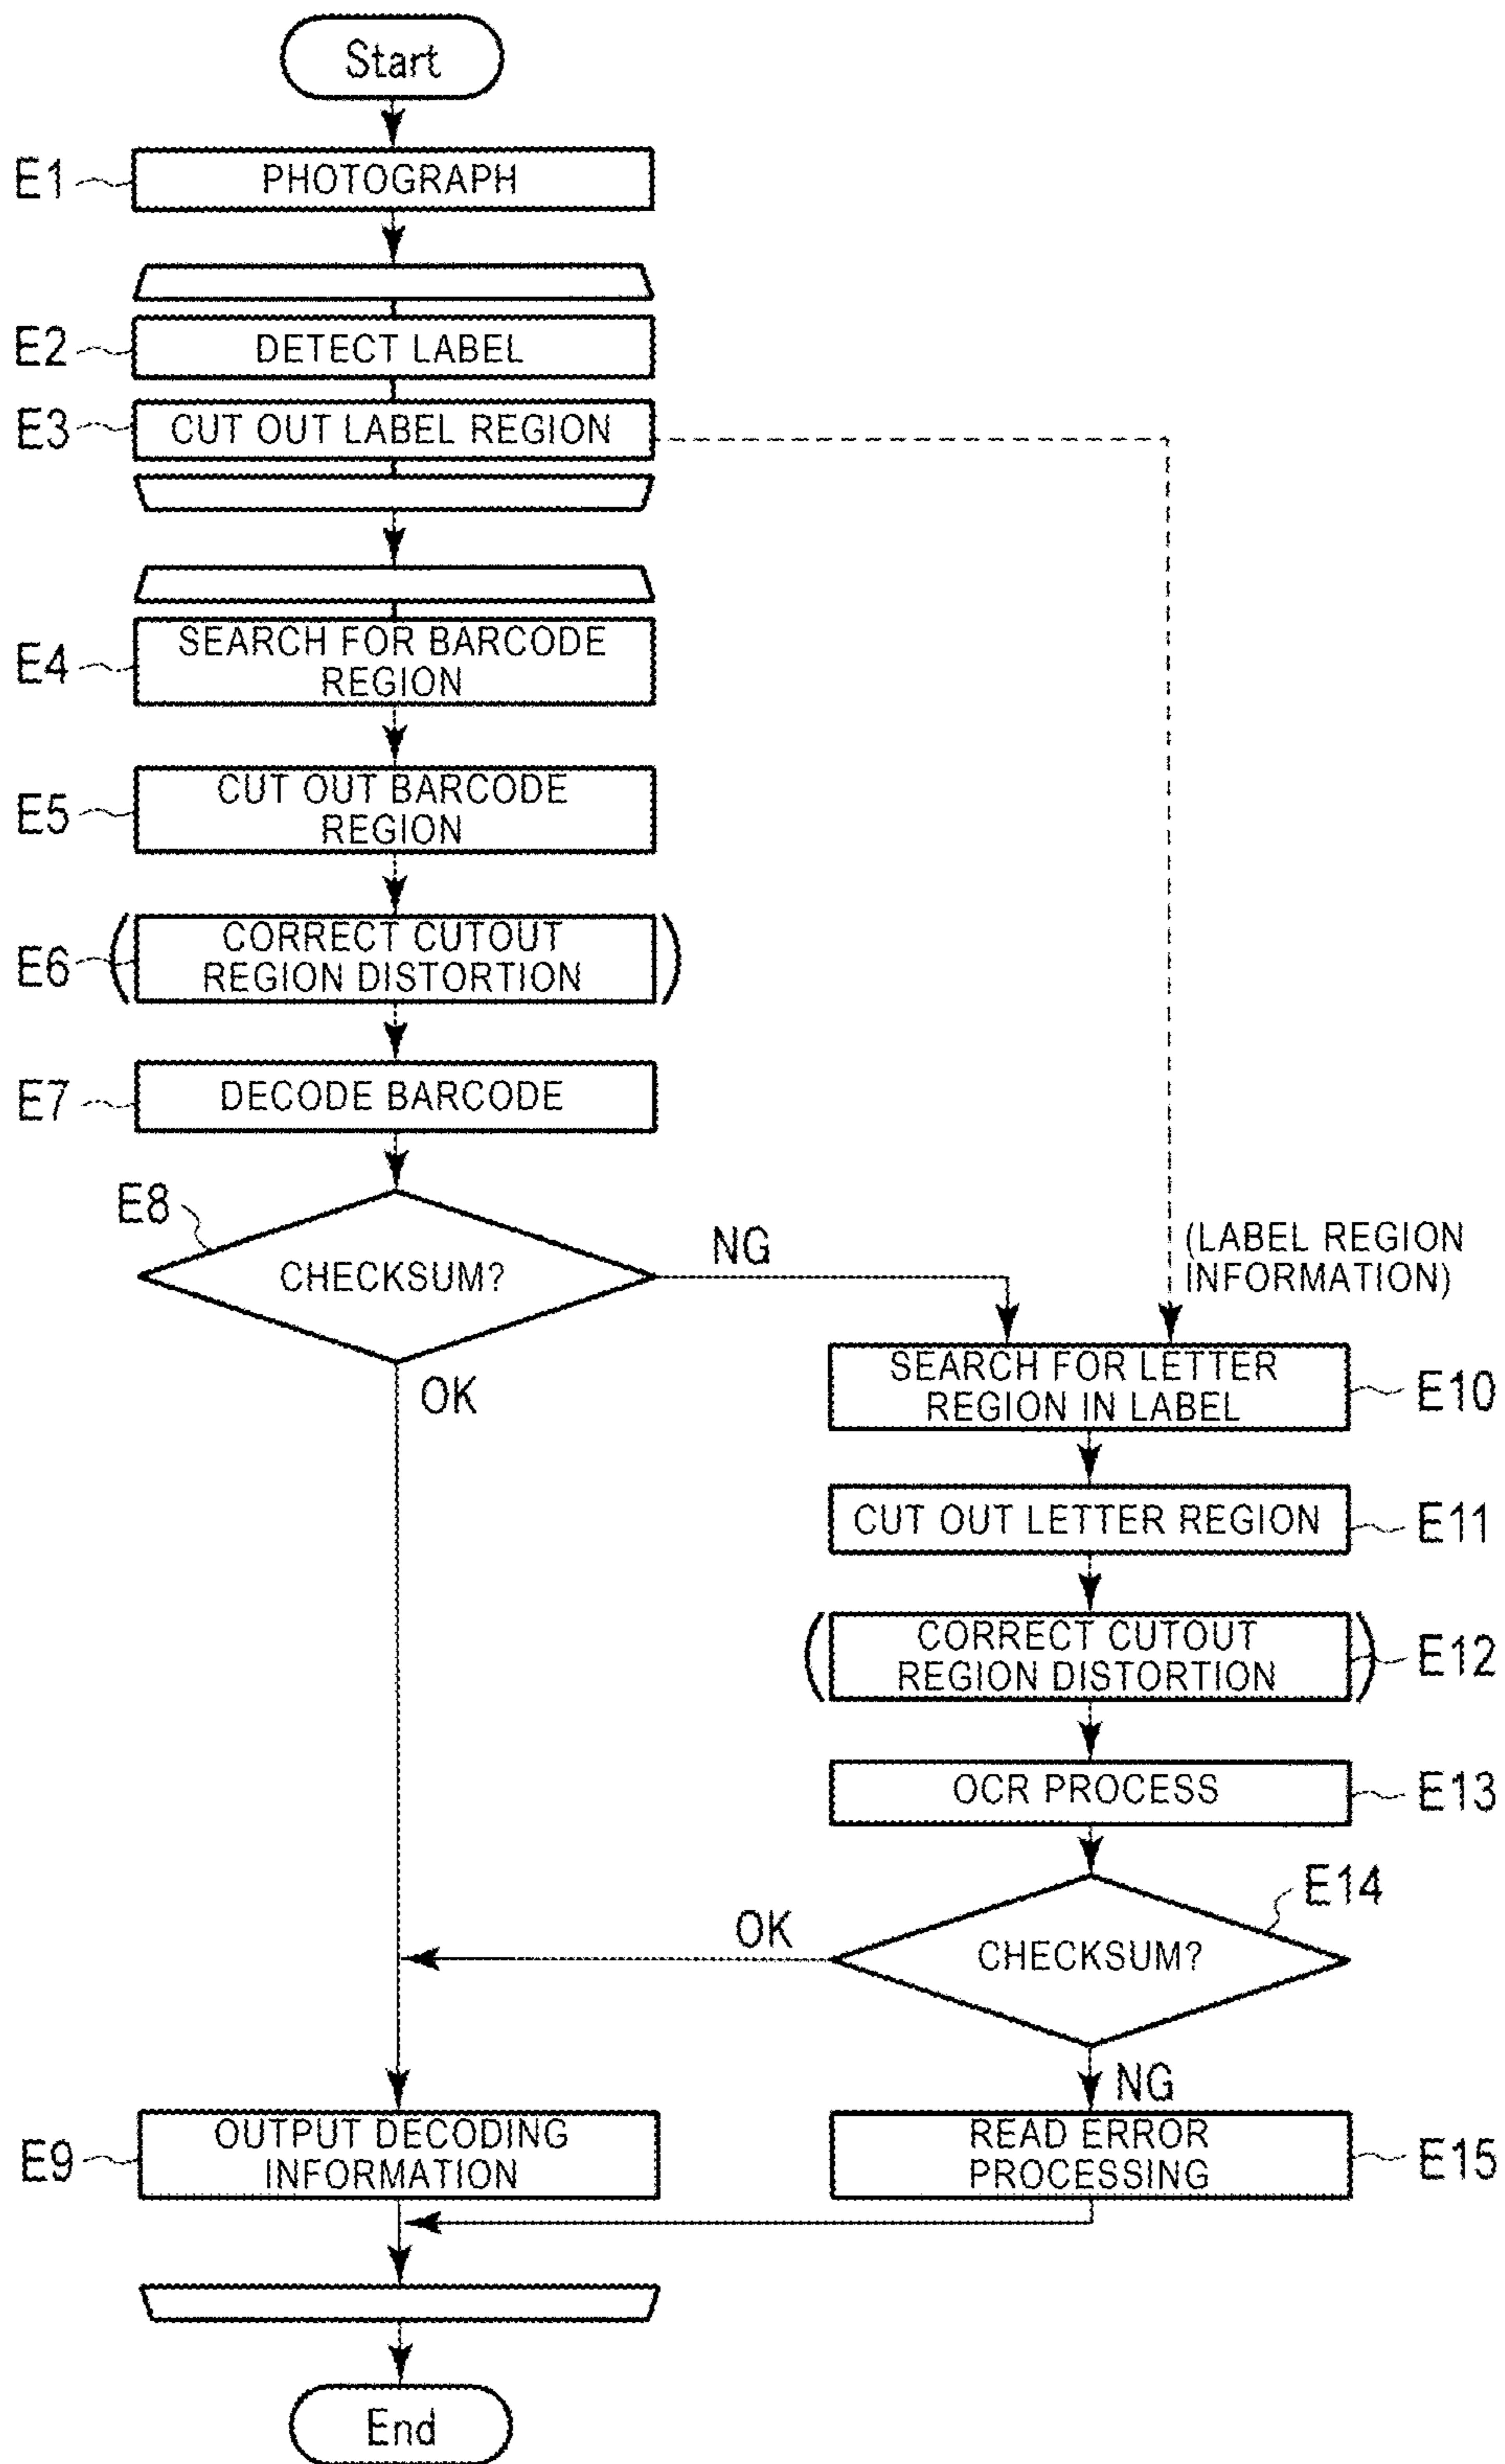 Start
E1
PHOTOGRAPH
E2
DETECT LABEL
E3
CUT OUT LABEL REGION
E4
SEARCH FOR BARCODE
REGION
E5
CUT OUT BARCODE
REGION
E6
CORRECT CUTOUT
REGION DISTORTION
E7
DECODE BARCODE
E8
CHECKSUM?
NG
OK
(LABEL REGION
INFORMATION)
SEARCH FOR LETTER
REGION IN LABEL
E10
CUT OUT LETTER REGION
E11
CORRECT CUTOUT
REGION DISTORTION
E12
OCR PROCESS
E13
E14
CHECKSUM?
OK
NG
E9
OUTPUT DECODING
INFORMATION
READ ERROR
PROCESSING
E15
End